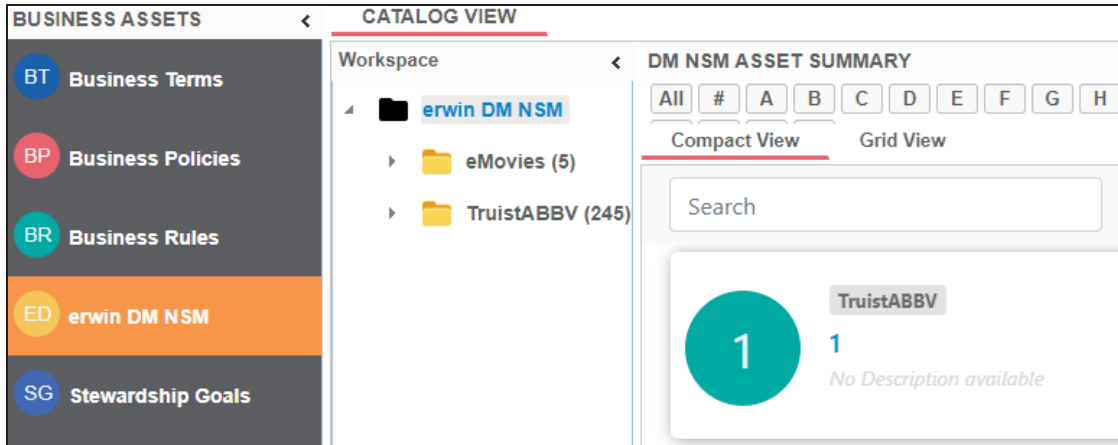 BUSINESS ASSETS
BT Business Terms
BP Business Policies
BR Business Rules
ED erwin DM NSM
SG Stewardship Goals
CATALOG VIEW
Workspace
erwin DM NSM
eMovies (5)
TruistABBV (245)
DM NSM ASSET SUMMARY
All # A B C D E F G H
Compact View Grid View
Search
TruistABBV
1 1
No Description available